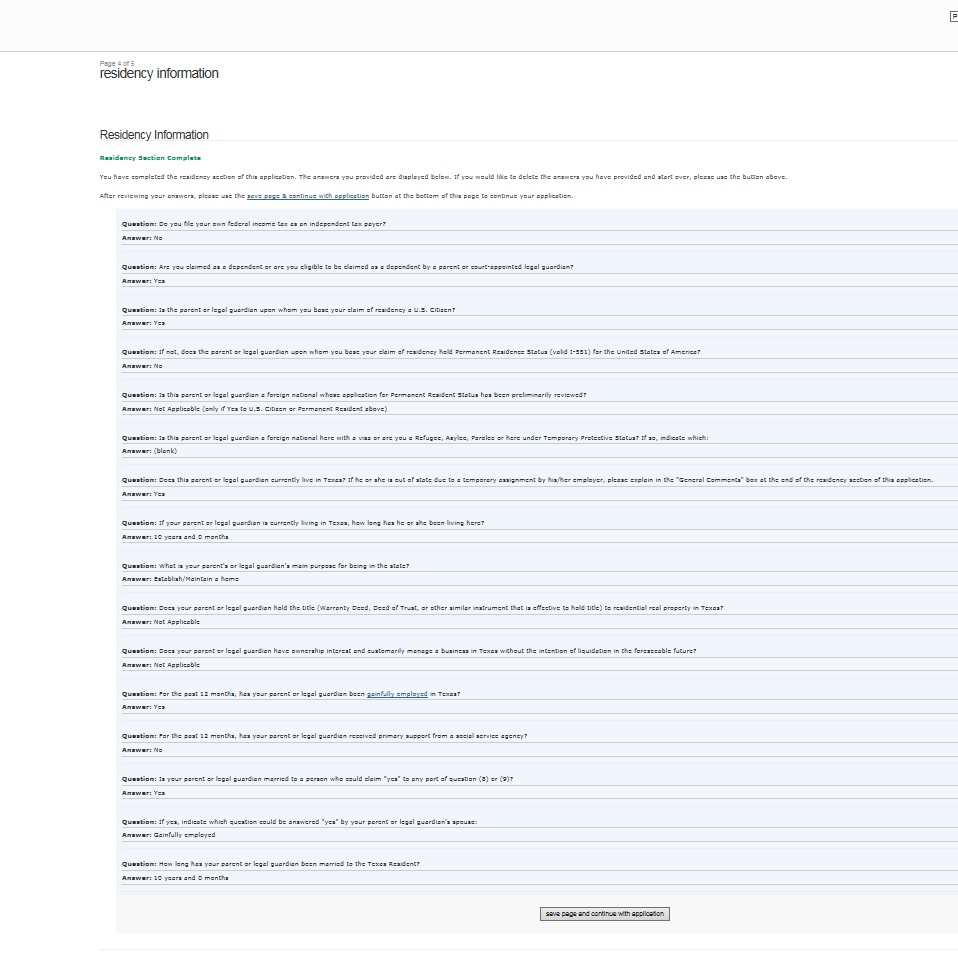 P
Page 4 of 5
residency information
Residency Information
Residency Section Complete
You have completed the residency section of this application. The answers you provided are displayed below. If you would like to delete the answers you have provided and start over, please use the button above.
After reviewing your answers, please use the save page & continue with application button at the bottom of this page to continue your application.
Question: Do you file your own federal income tax as an independent tax payer?
Answer: No
Question: Are you claimed as a dependent or are you eligible to be claimed as a dependent by a parent or court-appointed legal guardian?
Answer: Yes
Question: Is the parent or legal guardian upon whom you base your claim of residency a U.S. Citizen?
Answer: Yes
Question: If not, does the parent or legal guardian upon whom you base your claim of residency hold Permanent Residence Status (valid I-551) for the United States of America?
Answer: No
Question: Is this parent or legal guardian a foreign national whose application for Permanent Resident Status has been preliminarily reviewed?
Answer: Not Applicable (only if Yes to U.S. Citizen or Permanent Resident above)
Question: Is this parent or legal guardian a foreign national here with a visa or are you a Refugee, Asylee, Parolee or here under Temporary Protective Status? If so, indicate which:
Answer: (blank)
Question: Does this parent or legal guardian currently live in Texas? If he or she is out of state due to a temporary assignment by his/her employer, please explain in the "General Comments" box at the end of the residency section of this application.
Answer: Yes
Question: If your parent or legal guardian is currently living in Texas, how long has he or she been living here?
Answer: 10 years and 0 months
Question: What is your parent's or legal guardian's main purpose for being in the state?
Answer: Establish/Maintain a home
Question: Does your parent or legal guardian hold the title (Warranty Deed, Deed of Trust, or other similar instrument that is effective to hold title) to residential real property in Texas?
Answer: Not Applicable
Question: Does your parent or legal guardian have ownership interest and customarily manage a business in Texas without the intention of liquidation in the foreseeable future?
Answer: Not Applicable
Question: For the past 12 months, has your parent or legal guardian been gainfully employed in Texas?
Answer: Yes
Question: For the past 12 months, has your parent or legal guardian received primary support from a social service agency?
Answer: No
Question: Is your parent or legal guardian married to a person who could claim "yes" to any part of question (8) or (9)?
Answer: Yes
Question: If yes, indicate which question could be answered "yes" by your parent or legal guardian's spouse:
Answer: Gainfully employed
Question: How long has your parent or legal guardian been married to the Texas Resident?
Answer: 10 years and 0 months
save page and continue with application